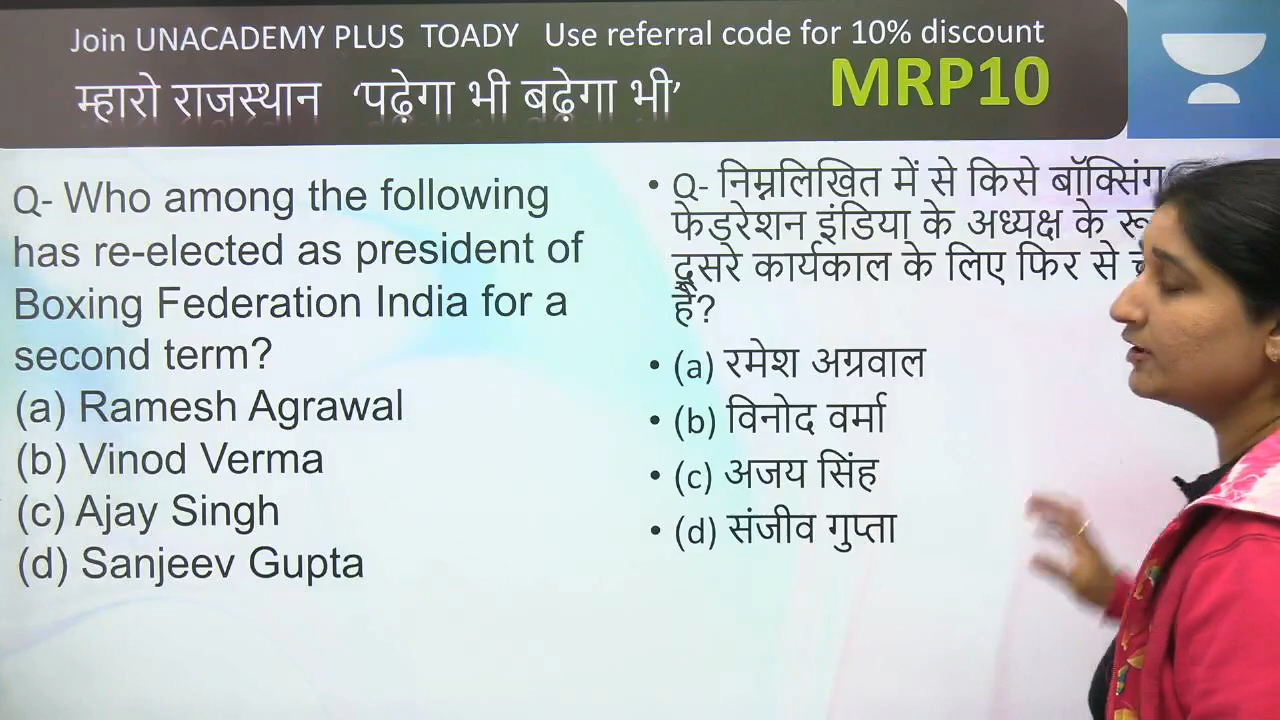 Join UNACADEMY PLUS TOADY Use referral code for 10% discount
म्हारो राजस्थान ‘पढ़ेगा भी बढ़ेगा भी’ MRP10
Q- Who among the following
has re-elected as president of
Boxing Federation India for a
second term?
(a) Ramesh Agrawal
(b) Vinod Verma
(c) Ajay Singh
(d) Sanjeev Gupta
• Q- निम्नलिखित में से किसे बॉक्सिंग
फेडरेशन इंडिया के अध्यक्ष के
दूसरे कार्यकाल के लिए फिर से
हैं?
• (a) रमेश अग्रवाल
• (b) विनोद वर्मा
• (c) अजय सिंह
• (d) संजीव गुप्ता